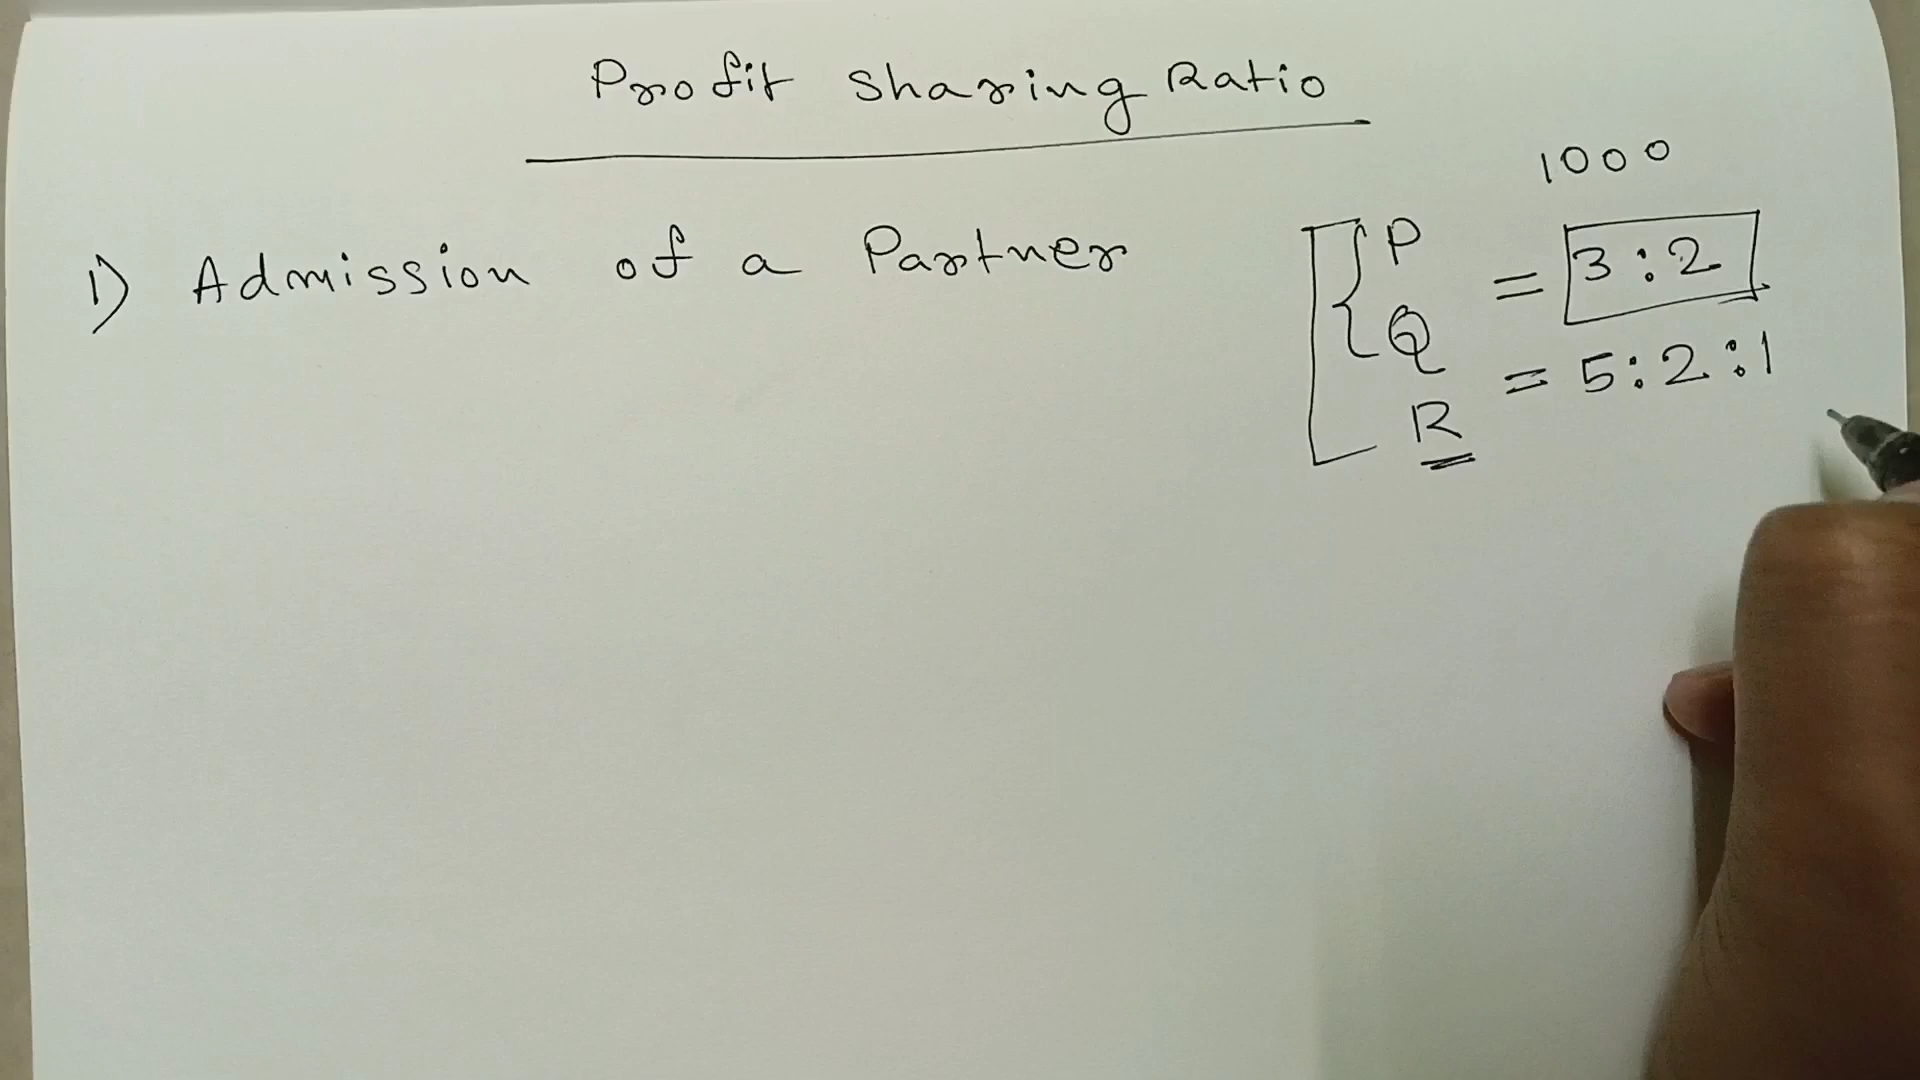 Profit Sharing Ratio
1000
1) Admission of a Partner
P
= 3:2
Q
= 5:2:1
R